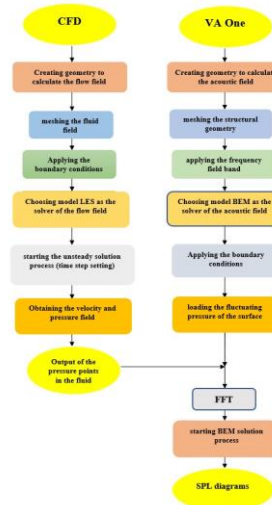 CFD
Creating geometry to
calculate the flow field
meshing the fluid
field
Applying the
boundary conditions
Choosing model LES as the
solver of the flow field
starting the unsteady solution
process (time step setting)
Obtaining the velocity and
pressure field
Output of the
pressure points
in the fluid
VA One
Creating geometry to calculate
the acoustic field
meshing the structural
geometry
applying the frequency
field band
Choosing model BEM as the
solver of the acoustic field
Applying the boundary
conditions
loading the fluctuating
pressure of the surface
FFT
starting BEM solution
process
SPL diagrams